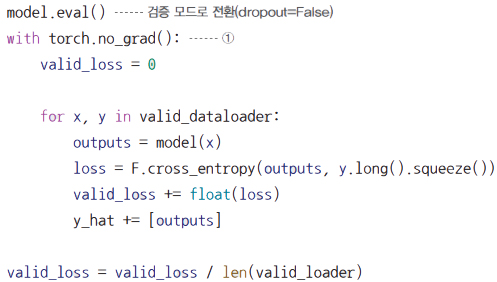 model.eval() ------ 검증 모드로 전환(dropout=False)
with torch.no_grad(): ------ ①
    valid_loss = 0

    for x, y in valid_dataloader:
        outputs = model(x)
        loss = F.cross_entropy(outputs, y.long().squeeze())
        valid_loss += float(loss)
        y_hat += [outputs]

valid_loss = valid_loss / len(valid_loader)